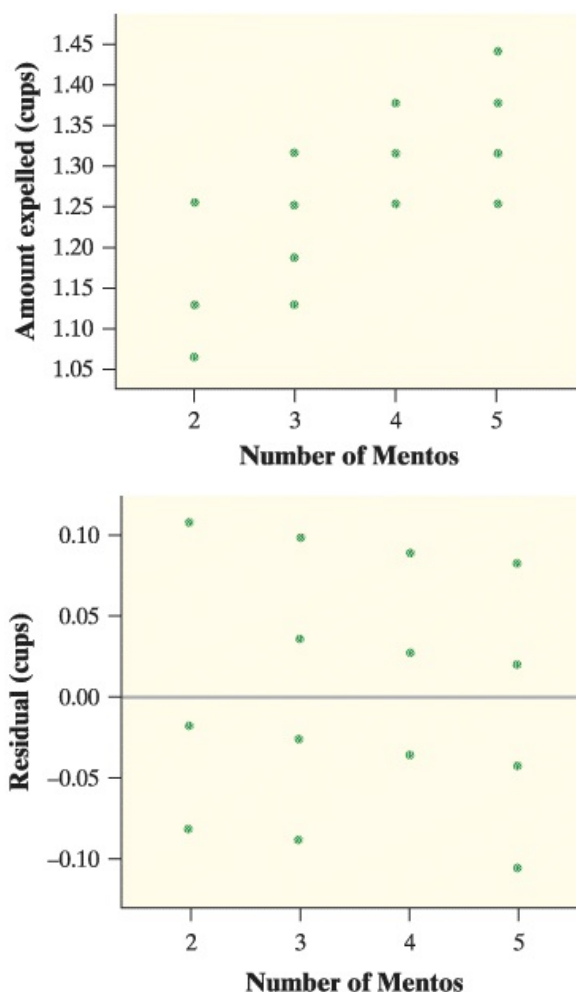 Amount expelled (cups)
1.45
1.40
1.35
1.30
1.25
1.20
1.15
1.10
1.05
2 3 4 5
Number of Mentos
Residual (cups)
0.10
0.05
0.00
–0.05
–0.10
2 3 4 5
Number of Mentos